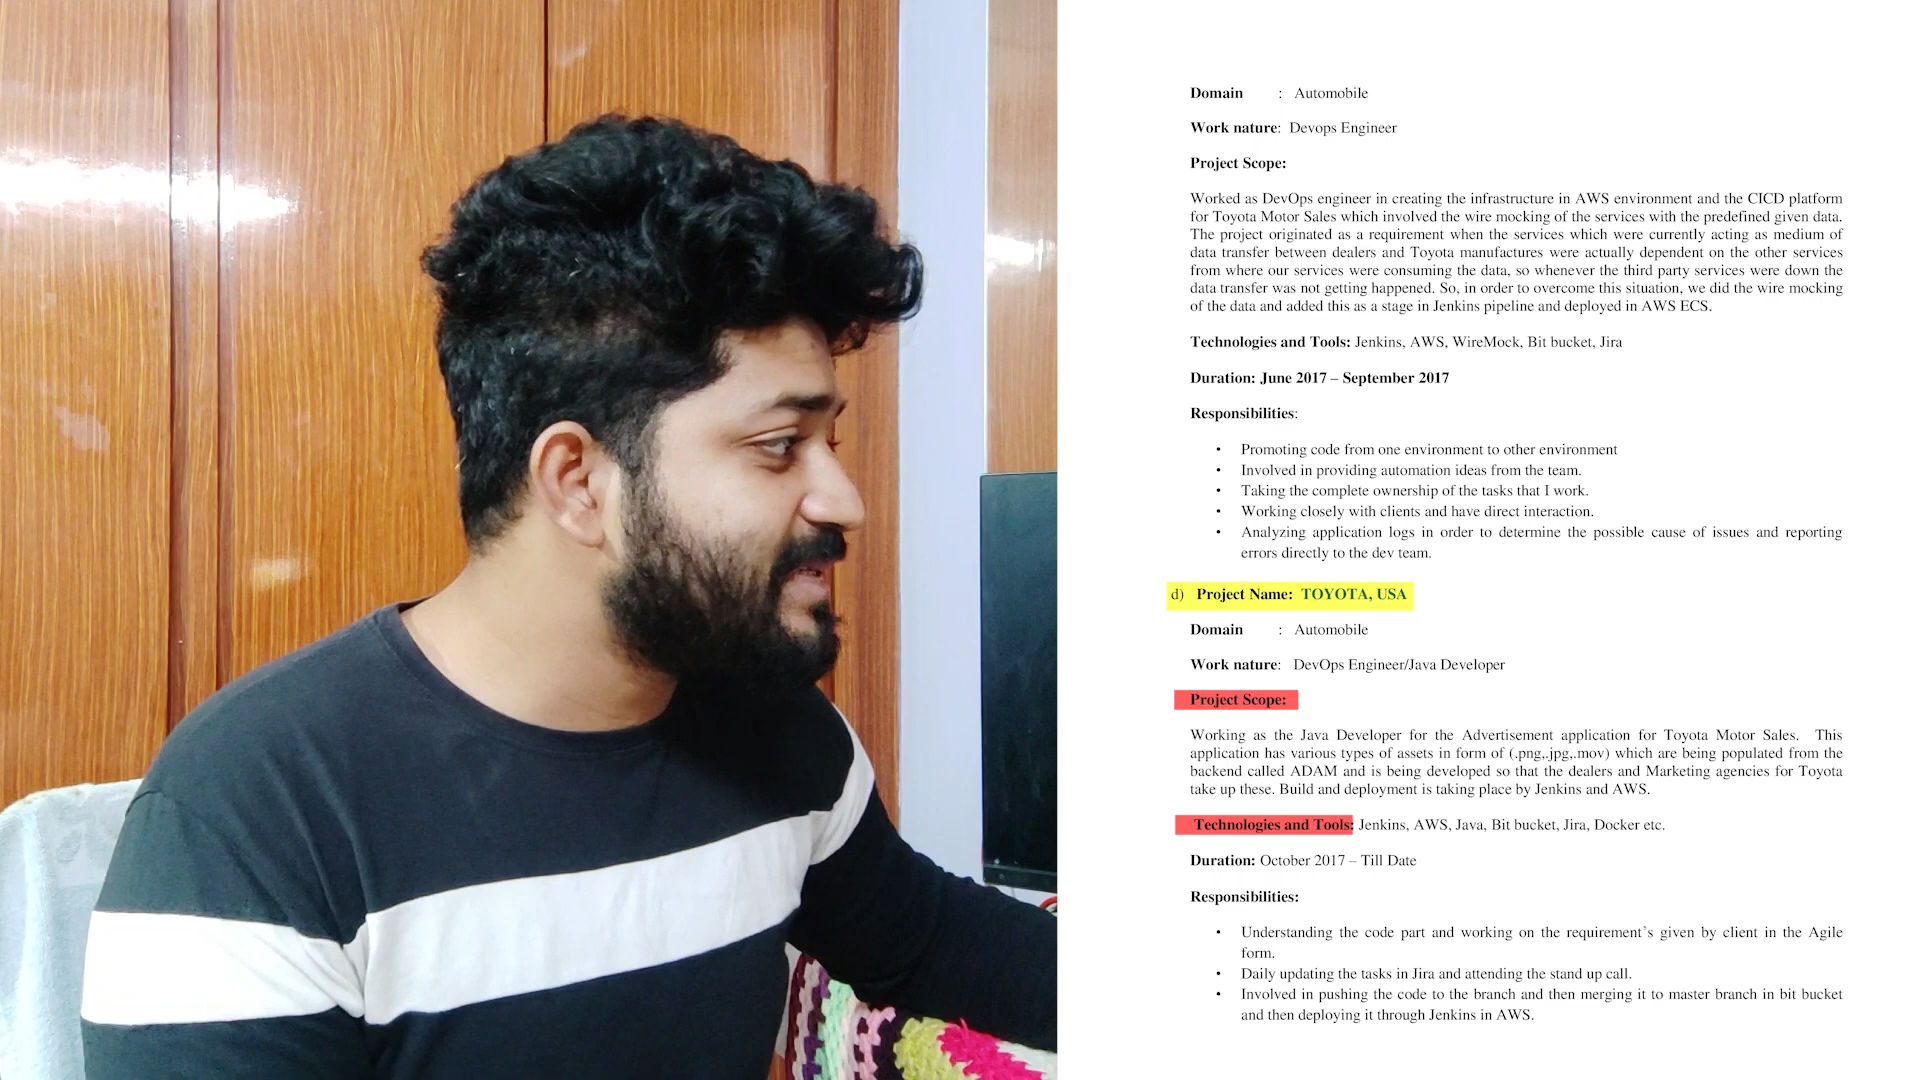 Domain : Automobile
Work nature: Devops Engineer
Project Scope:
Worked as DevOps engineer in creating the infrastructure in AWS environment and the CICD platform
for Toyota Motor Sales which involved the wire mocking of the services with the predefined given data.
The project originated as a requirement when the services which were currently acting as medium of
data transfer between dealers and Toyota manufactures were actually dependent on the other services
from where our services were consuming the data, so whenever the third party services were down the
data transfer was not getting happened. So, in order to overcome this situation, we did the wire mocking
of the data and added this as a stage in Jenkins pipeline and deployed in AWS ECS.
Technologies and Tools: Jenkins, AWS, WireMock, Bit bucket, Jira
Duration: June 2017 – September 2017
Responsibilities:
• Promoting code from one environment to other environment
• Involved in providing automation ideas from the team.
• Taking the complete ownership of the tasks that I work.
• Working closely with clients and have direct interaction.
• Analyzing application logs in order to determine the possible cause of issues and reporting
errors directly to the dev team.
d) Project Name: TOYOTA, USA
Domain : Automobile
Work nature: DevOps Engineer/Java Developer
Project Scope:
Working as the Java Developer for the Advertisement application for Toyota Motor Sales. This
application has various types of assets in form of (.png,.jpg,.mov) which are being populated from the
backend called ADAM and is being developed so that the dealers and Marketing agencies for Toyota
take up these. Build and deployment is taking place by Jenkins and AWS.
Technologies and Tools: Jenkins, AWS, Java, Bit bucket, Jira, Docker etc.
Duration: October 2017 – Till Date
Responsibilities:
• Understanding the code part and working on the requirement's given by client in the Agile
form.
• Daily updating the tasks in Jira and attending the stand up call.
• Involved in pushing the code to the branch and then merging it to master branch in bit bucket
and then deploying it through Jenkins in AWS.